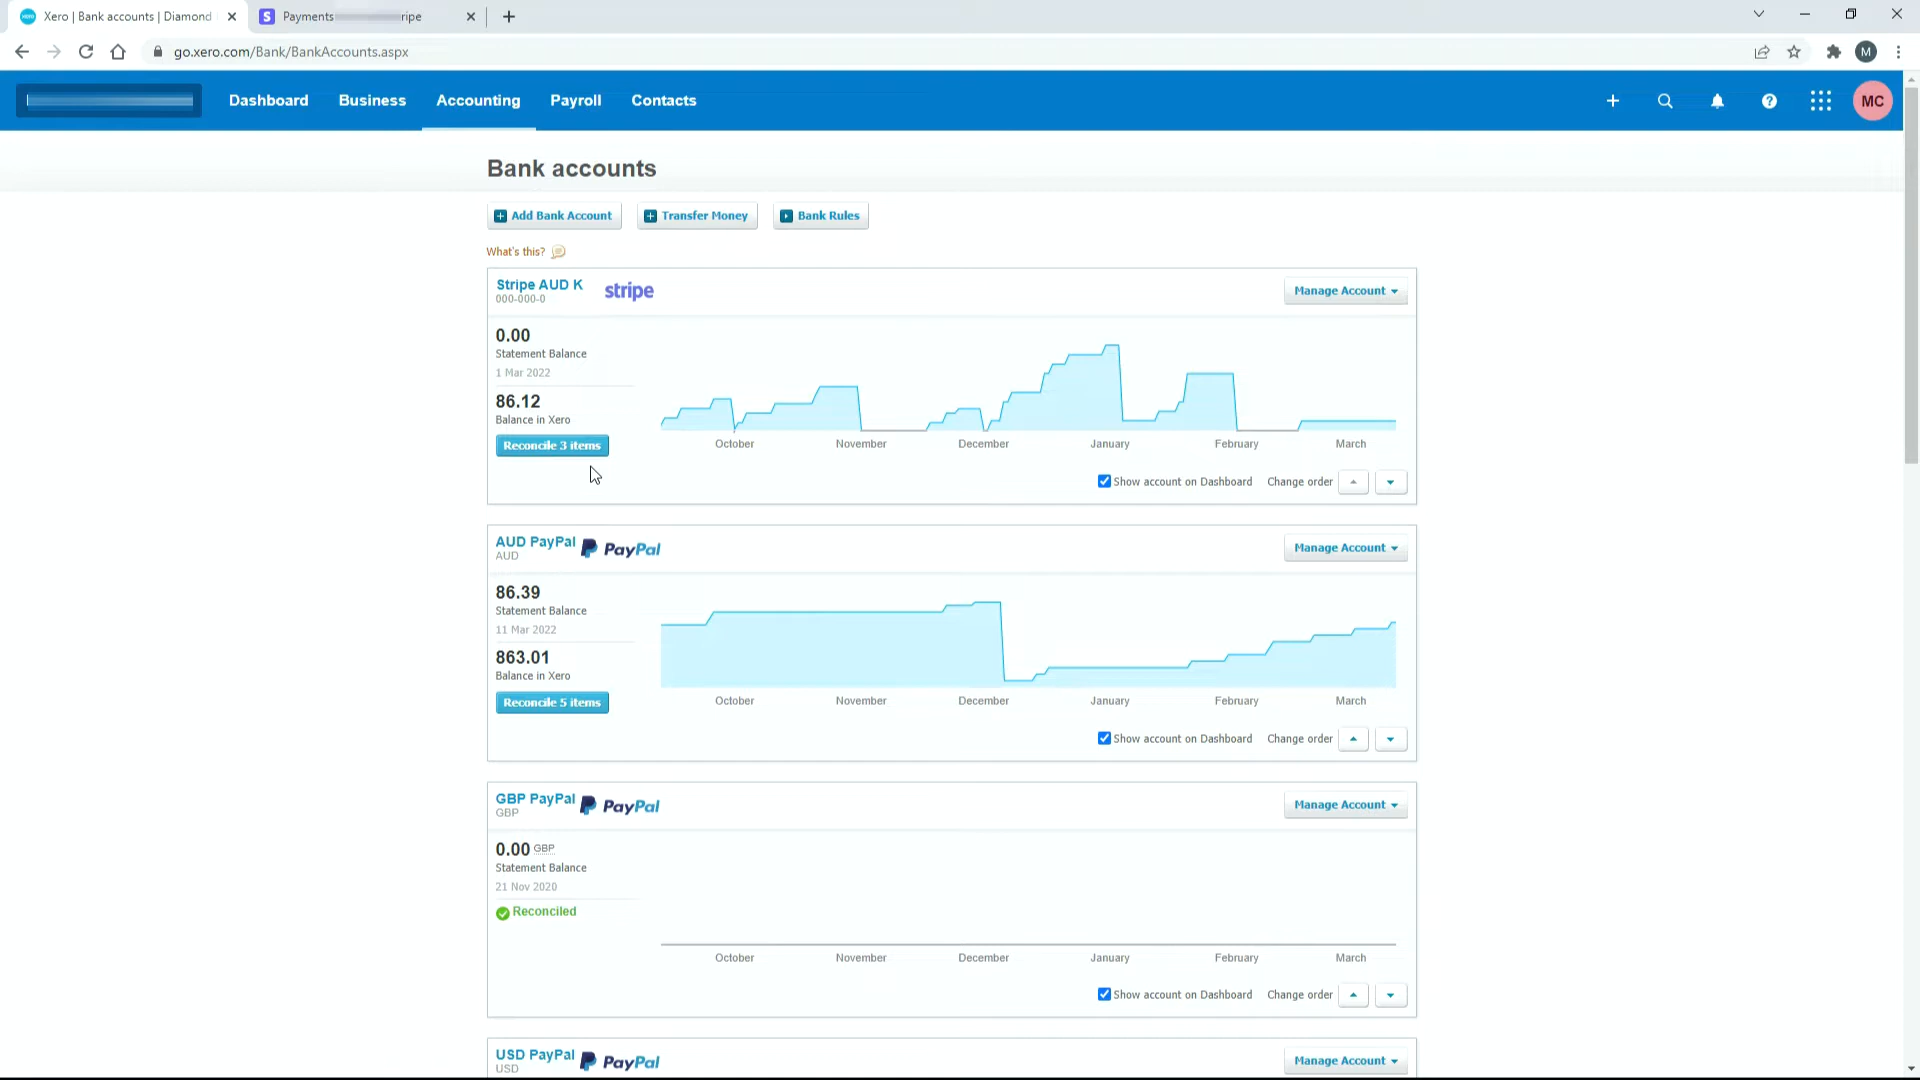 Xero | Bank accounts | Diamond
Payments ripe
go.xero.com/Bank/BankAccounts.aspx
M
Dashboard Business Accounting Payroll Contacts
MC
Bank accounts
Add Bank Account Transfer Money Bank Rules
What's this?
Stripe AUD K stripe Manage Account
000-000-0
0.00
Statement Balance
1 Mar 2022
86.12
Balance in Xero
October November December January February March
Reconcile 3 items
Show account on Dashboard Change order
AUD PayPal PayPal Manage Account
AUD
86.39
Statement Balance
11 Mar 2022
863.01
Balance in Xero
October November December January February March
Reconcile 5 items
Show account on Dashboard Change order
GBP PayPal PayPal Manage Account
GBP
0.00 GBP
Statement Balance
21 Nov 2020
Reconciled
October November December January February March
Show account on Dashboard Change order
USD PayPal PayPal Manage Account
USD